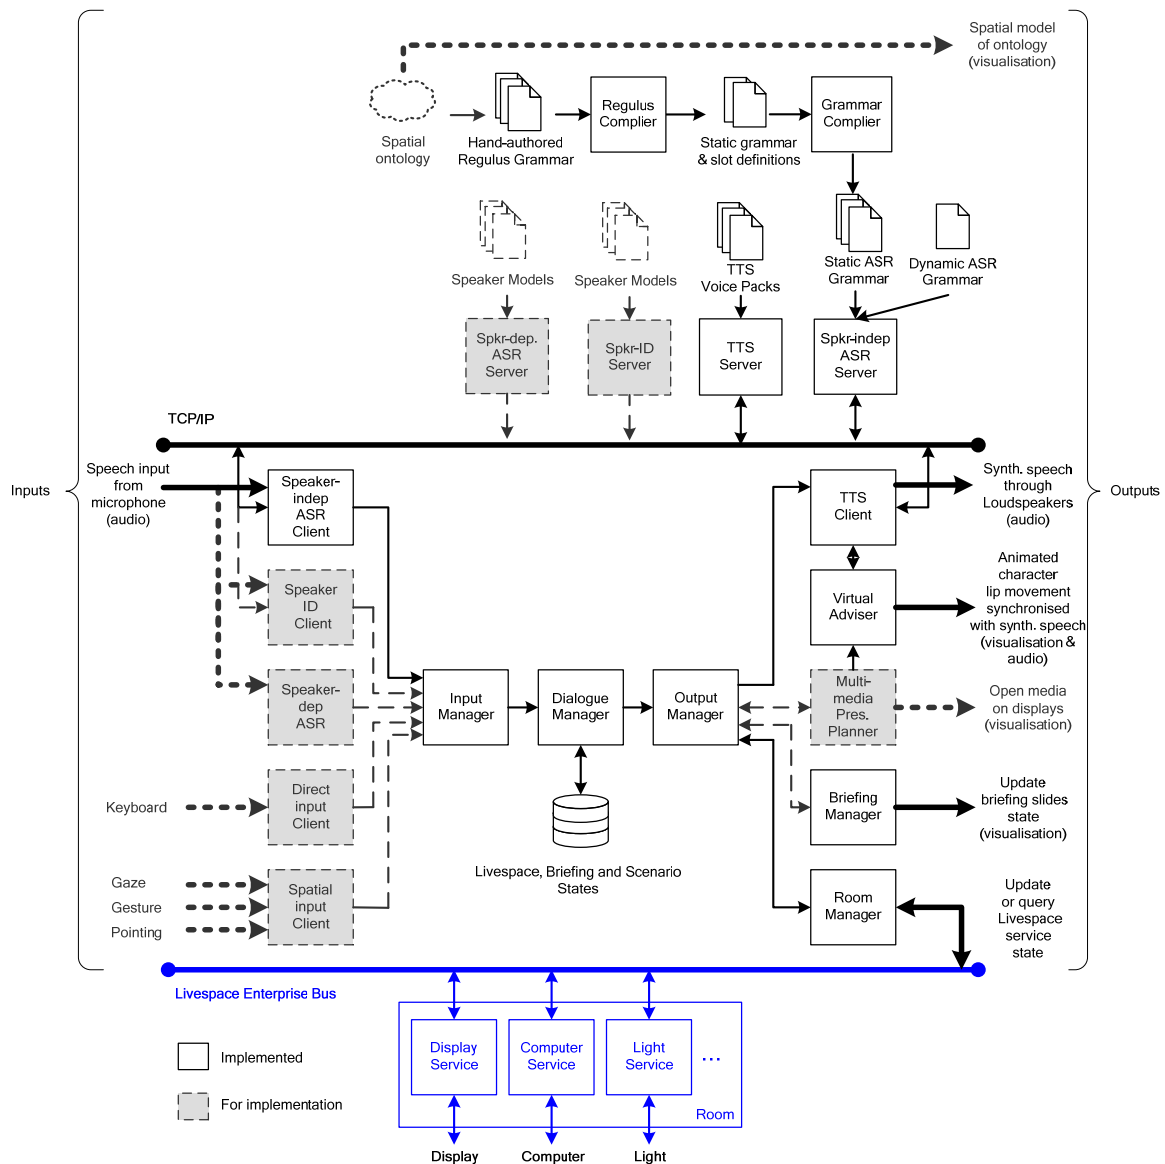 Spatial model
of ontology
(visualisation)
Spatial
ontology
Hand-authored
Regulus Grammar
Regulus
Complier
Static grammar
& slot definitions
Grammar
Complier
Speaker Models
Speaker Models
TTS
Voice Packs
Static ASR
Grammar
Dynamic ASR
Grammar
Spkr-dep.
ASR
Server
Spkr-ID
Server
TTS
Server
Spkr-indep
ASR
Server
TCP/IP
Inputs
Speech input
from
microphone
(audio)
Speaker-
indep
ASR
Client
TTS
Client
Synth. speech
through
Loudspeakers
(audio)
Outputs
Speaker
ID
Client
Virtual
Adviser
Animated
character
lip movement
synchronised
with synth. speech
(visualisation &
audio)
Speaker-
dep
ASR
Input
Manager
Dialogue
Manager
Output
Manager
Multi-
media
Pres.
Planner
Open media
on displays
(visualisation)
Keyboard
Direct
input
Client
Briefing
Manager
Update
briefing slides
state
(visualisation)
Livespace, Briefing and Scenario
States
Gaze
Gesture
Pointing
Spatial
input
Client
Room
Manager
Update
or query
Livespace
service
state
Livespace Enterprise Bus
Display
Service
Computer
Service
Light
Service
...
Room
Implemented
For implementation
Display
Computer
Light